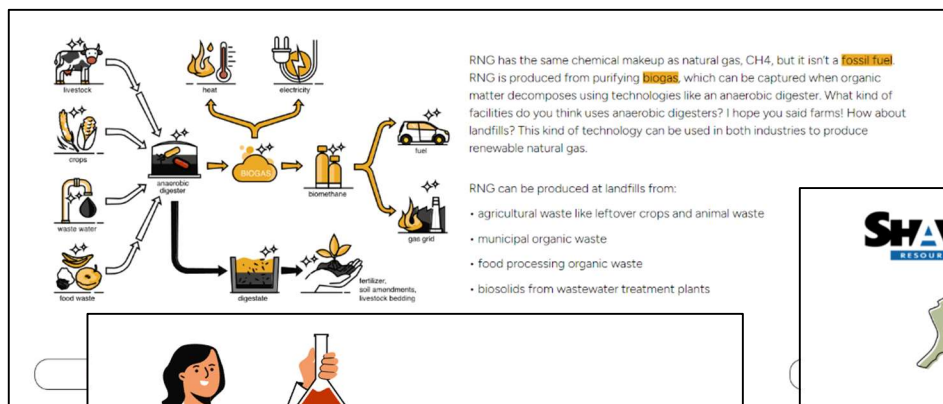 livestock
crops
waste water
food waste
anaerobic
digester
heat
electricity
BIOGAS
biomethane
fuel
gas grid
digestate
fertilizer,
soil amendments,
livestock bedding
RNG has the same chemical makeup as natural gas, CH4, but it isn't a fossil fuel.
RNG is produced from purifying biogas, which can be captured when organic
matter decomposes using technologies like an anaerobic digester. What kind of
facilities do you think uses anaerobic digesters? I hope you said farms! How about
landfills? This kind of technology can be used in both industries to produce
renewable natural gas.
RNG can be produced at landfills from:
• agricultural waste like leftover crops and animal waste
• municipal organic waste
• food processing organic waste
• biosolids from wastewater treatment plants